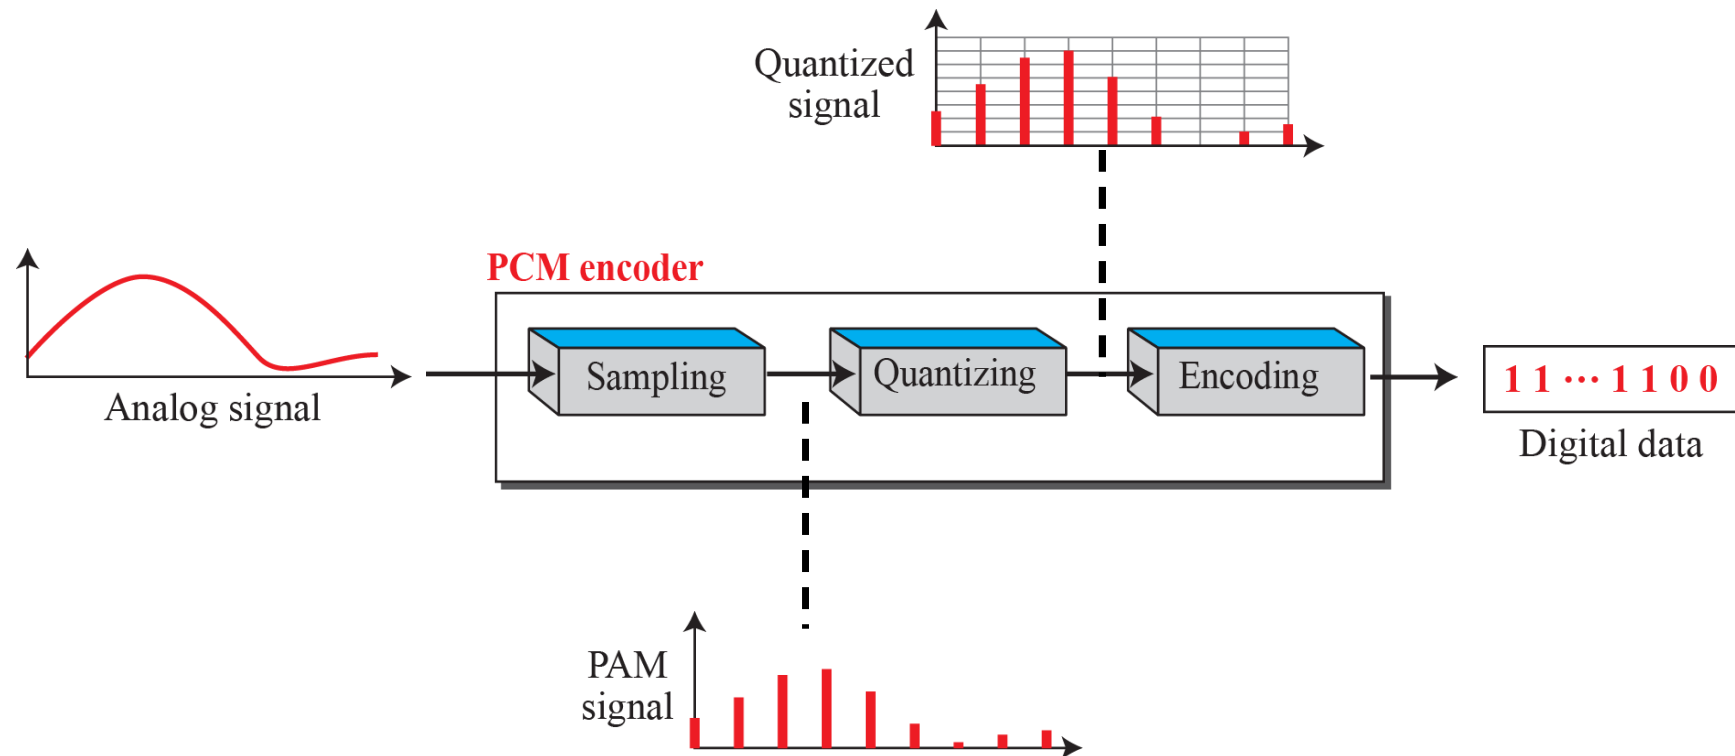 Quantized
signal
PCM encoder
Sampling
Quantizing
Encoding
1 1 ··· 1 1 0 0
Analog signal
Digital data
PAM
signal